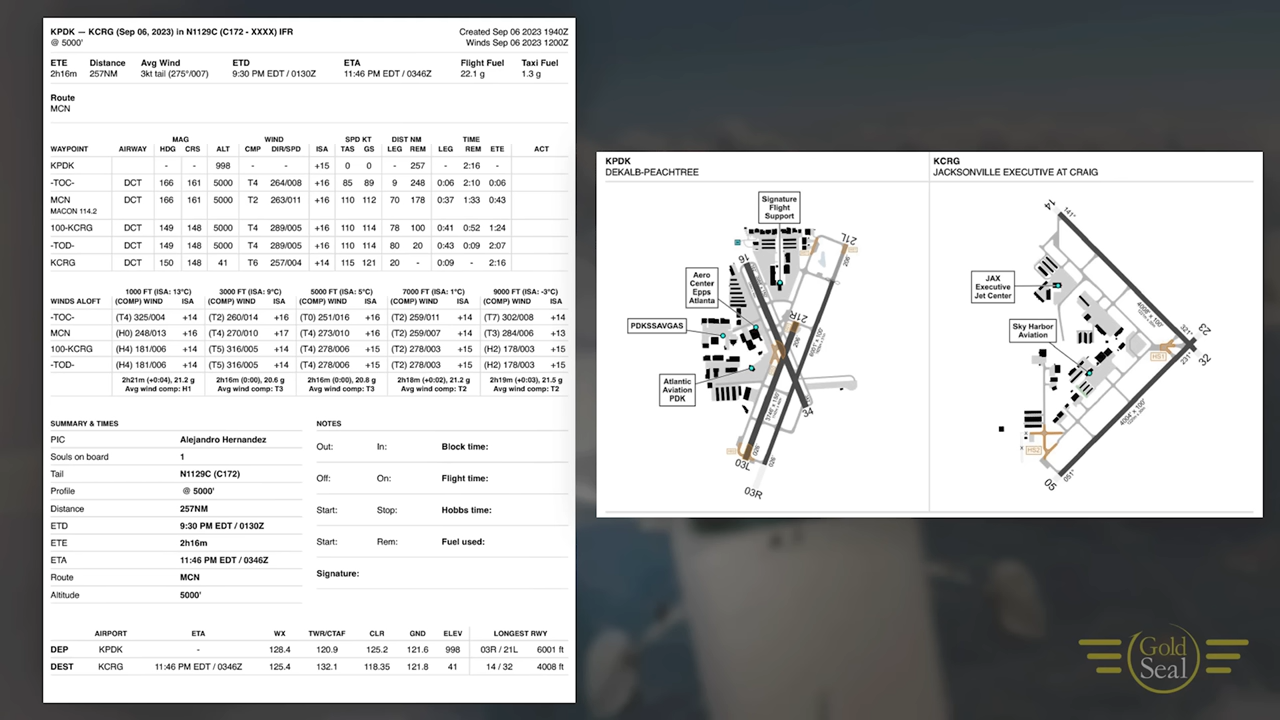 KPDK — KCRG (Sep 06, 2023) in N1129C (C172 - XXXX) IFR
@ 5000'
Created Sep 06 2023 1940Z
Winds Sep 06 2023 1200Z
ETE Distance Avg Wind ETD ETA Flight Fuel Taxi Fuel
2h16m 257NM 3kt tail (275°/007) 9:30 PM EDT / 0130Z 11:46 PM EDT / 0346Z 22.1 g 1.3 g
Route
MCN
MAG WIND SPD KT DIST NM TIME
WAYPOINT AIRWAY HDG CRS ALT CMP DIR/SPD ISA TAS GS LEG REM LEG REM ETE ACT
KPDK - - 998 - - +15 0 0 - 257 - 2:16 -
-TOC- DCT 166 161 5000 T4 264/008 +16 85 89 9 248 0:06 2:10 0:06
MCN DCT 166 161 5000 T2 263/011 +16 110 112 70 178 0:37 1:33 0:43
MACON 114.2
100-KCRG DCT 149 148 5000 T4 289/005 +16 110 114 78 100 0:41 0:52 1:24
-TOD- DCT 149 148 5000 T4 289/005 +16 110 114 80 20 0:43 0:09 2:07
KCRG DCT 150 148 41 T6 257/004 +14 115 121 20 - 0:09 - 2:16
1000 FT (ISA: 13°C) 3000 FT (ISA: 9°C) 5000 FT (ISA: 5°C) 7000 FT (ISA: 1°C) 9000 FT (ISA: -3°C)
WINDS ALOFT (COMP) WIND ISA (COMP) WIND ISA (COMP) WIND ISA (COMP) WIND ISA (COMP) WIND ISA
-TOC- (T4) 325/004 +14 (T2) 260/014 +16 (T0) 251/016 +16 (T2) 259/011 +14 (T7) 302/008 +14
MCN (H0) 248/013 +16 (T4) 270/010 +17 (T4) 273/010 +16 (T2) 259/007 +14 (T3) 284/006 +13
100-KCRG (H4) 181/006 +14 (T5) 316/005 +14 (T4) 278/006 +15 (T2) 278/003 +15 (H2) 178/003 +15
-TOD- (H4) 181/006 +14 (T5) 316/005 +14 (T4) 278/006 +15 (T2) 278/003 +15 (H2) 178/003 +15
2h21m (+0:04), 21.2 g 2h16m (0:00), 20.6 g 2h16m (0:00), 20.8 g 2h18m (+0:02), 21.2 g 2h19m (+0:03), 21.5 g
Avg wind comp: H1 Avg wind comp: T3 Avg wind comp: T3 Avg wind comp: T2 Avg wind comp: T2
SUMMARY & TIMES
PIC Alejandro Hernandez
Souls on board 1
Tail N1129C (C172)
Profile @ 5000'
Distance 257NM
ETD 9:30 PM EDT / 0130Z
ETE 2h16m
ETA 11:46 PM EDT / 0346Z
Route MCN
Altitude 5000'
NOTES
Out: In: Block time:
Off: On: Flight time:
Start: Stop: Hobbs time:
Start: Rem: Fuel used:
Signature:
AIRPORT ETA WX TWR/CTAF CLR GND ELEV LONGEST RWY
DEP KPDK - 128.4 120.9 125.2 121.6 998 03R / 21L 6001 ft
DEST KCRG 11:46 PM EDT / 0346Z 125.4 132.1 118.35 121.8 41 14 / 32 4008 ft
KPDK
DEKALB-PEACHTREE
Signature
Flight
Support
21L
206°
16
Aero
Center
Epps
Atlanta
21R
206°
PDKSSAVGAS
Atlantic
Aviation
PDK
34
026°
026°
03L
03R
KCRG
JACKSONVILLE EXECUTIVE AT CRAIG
14
141°
JAX
Executive
Jet Center
4008' x 100'
Sky Harbor
Aviation
321°
23
HS1
231°
32
4004' x 100'
HS2
051°
05
Gold
Seal